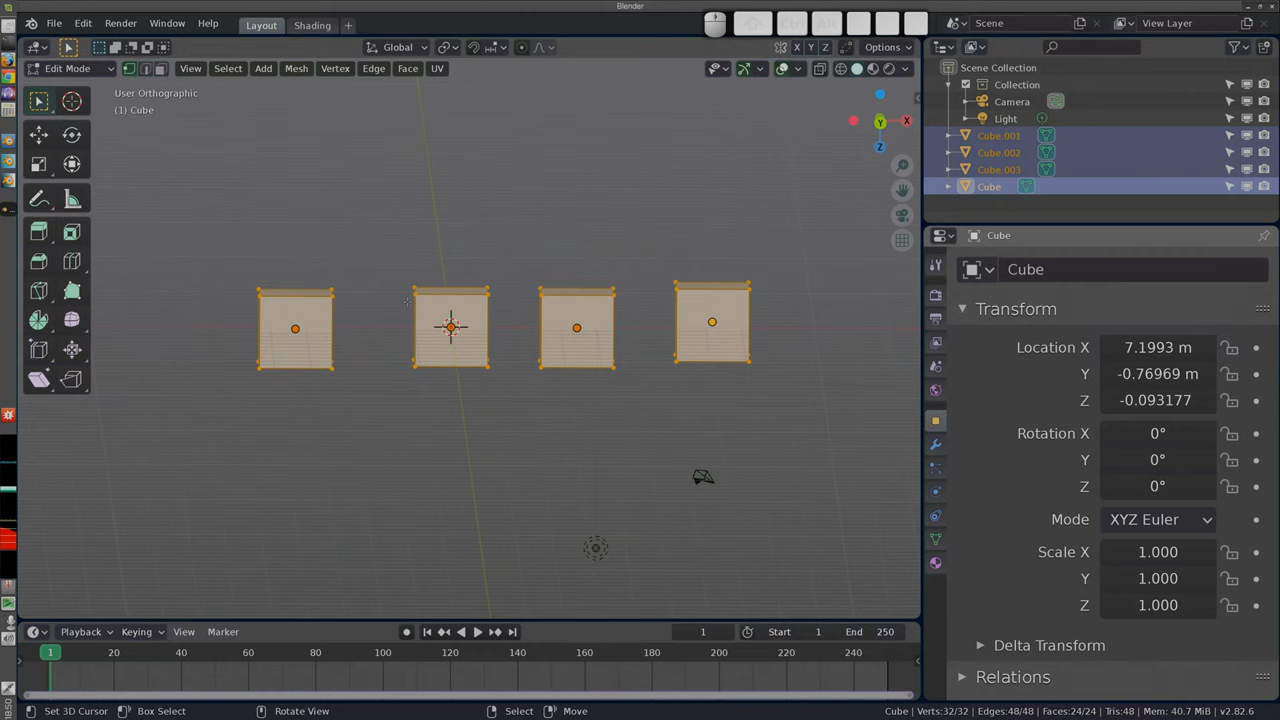 Blender
File Edit Render Window Help Layout Shading + Ctrl Alt Scene View Layer
Global X Y Z Options
Edit Mode View Select Add Mesh Vertex Edge Face UV
User Orthographic
(1) Cube
X
Y
Z
Scene Collection
Collection
Camera
Light
Cube.001
Cube.002
Cube.003
Cube
Cube
Cube
Transform
Location X 7.1993 m
Y -0.76969 m
Z -0.093177
Rotation X 0°
Y 0°
Z 0°
Mode XYZ Euler
Scale X 1.000
Y 1.000
Z 1.000
Delta Transform
Relations
Playback Keying View Marker 1 Start 1 End 250
1 20 40 60 80 100 120 140 160 180 200 220 240
Set 3D Cursor Box Select Rotate View Select Move Cube | Verts:32/32 | Edges:48/48 | Faces:24/24 | Tris:48 | Mem: 40.7 MiB | v2.82.6
18:50